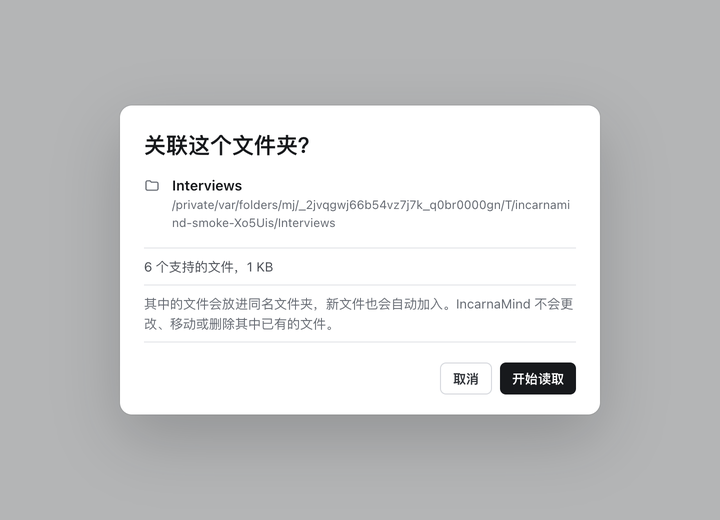 关联这个文件夹?
Interviews
/private/var/folders/mj/_2jvqgwj66b54vz7j7k_q0br0000gn/T/incarnami
nd-smoke-Xo5Uis/Interviews
6 个支持的文件，1 KB
其中的文件会放进同名文件夹，新文件也会自动加入。IncarnaMind 不会更
改、移动或删除其中已有的文件。
取消
开始读取